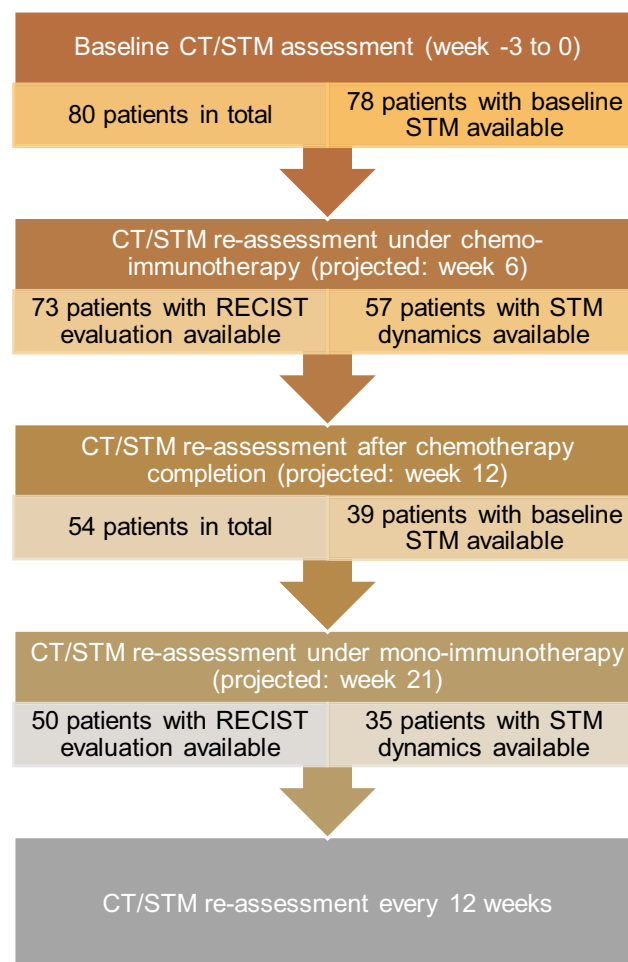 Baseline CT/STM assessment (week -3 to 0)
80 patients in total
78 patients with baseline
STM available
CT/STM re-assessment under chemo-
immunotherapy (projected: week 6)
73 patients with RECIST
evaluation available
57 patients with STM
dynamics available
CT/STM re-assessment after chemotherapy
completion (projected: week 12)
54 patients in total
39 patients with baseline
STM available
CT/STM re-assessment under mono-immunotherapy
(projected: week 21)
50 patients with RECIST
evaluation available
35 patients with STM
dynamics available
CT/STM re-assessment every 12 weeks